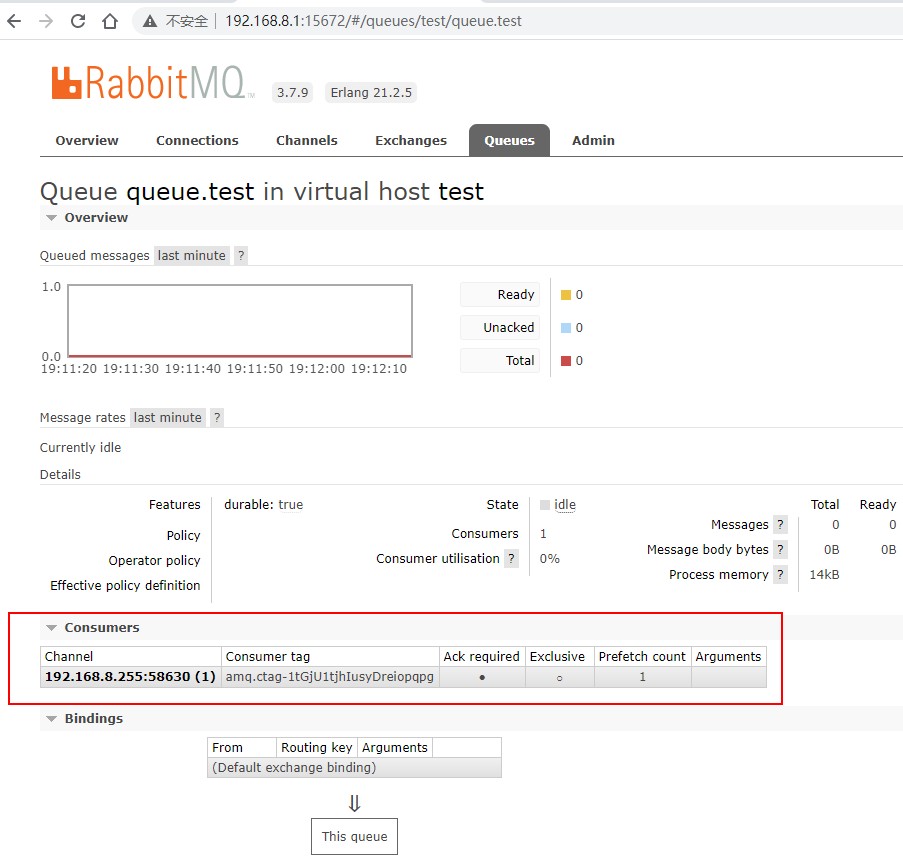 不安全 192.168.8.1:15672/#/queues/test/queue.test
RabbitMQ TM 3.7.9 Erlang 21.2.5
Overview Connections Channels Exchanges Queues Admin
Queue queue.test in virtual host test
Overview
Queued messages last minute ?
1.0
0.0
19:11:20 19:11:30 19:11:40 19:11:50 19:12:00 19:12:10
Ready 0
Unacked 0
Total 0
Message rates last minute ?
Currently idle
Details
Features durable: true
Policy
Operator policy
Effective policy definition
State idle
Consumers 1
Consumer utilisation ? 0%
Total Ready
Messages ? 0 0
Message body bytes ? 0B 0B
Process memory ? 14kB
Consumers
Channel Consumer tag Ack required Exclusive Prefetch count Arguments
192.168.8.255:58630 (1) amq.ctag-1tGjU1tjhIusyDreiopqpg ● ○ 1
Bindings
From Routing key Arguments
(Default exchange binding)
⇓
This queue